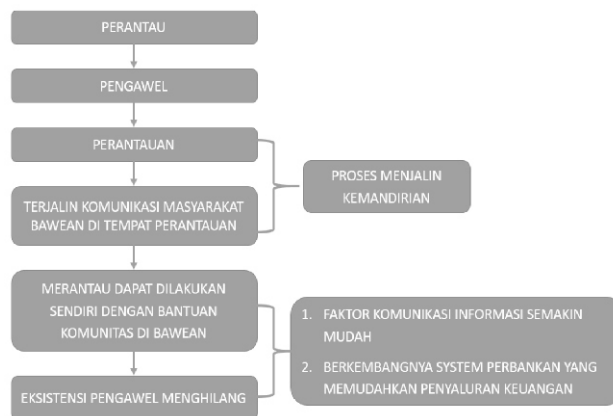 PERANTAU
PENGAWEL
PERANTAUAN
PROSES MENJALIN
KEMANDIRIAN
TERJALIN KOMUNIKASI MASYARAKAT
BAWEAN DI TEMPAT PERANTAUAN
MERANTAU DAPAT DILAKUKAN
SENDIRI DENGAN BANTUAN
KOMUNITAS DI BAWEAN
1. FAKTOR KOMUNIKASI INFORMASI SEMAKIN
MUDAH
2. BERKEMBANGNYA SYSTEM PERBANKAN YANG
MEMUDAHKAN PENYALURAN KEUANGAN
EKSISTENSI PENGAWEL MENGHILANG